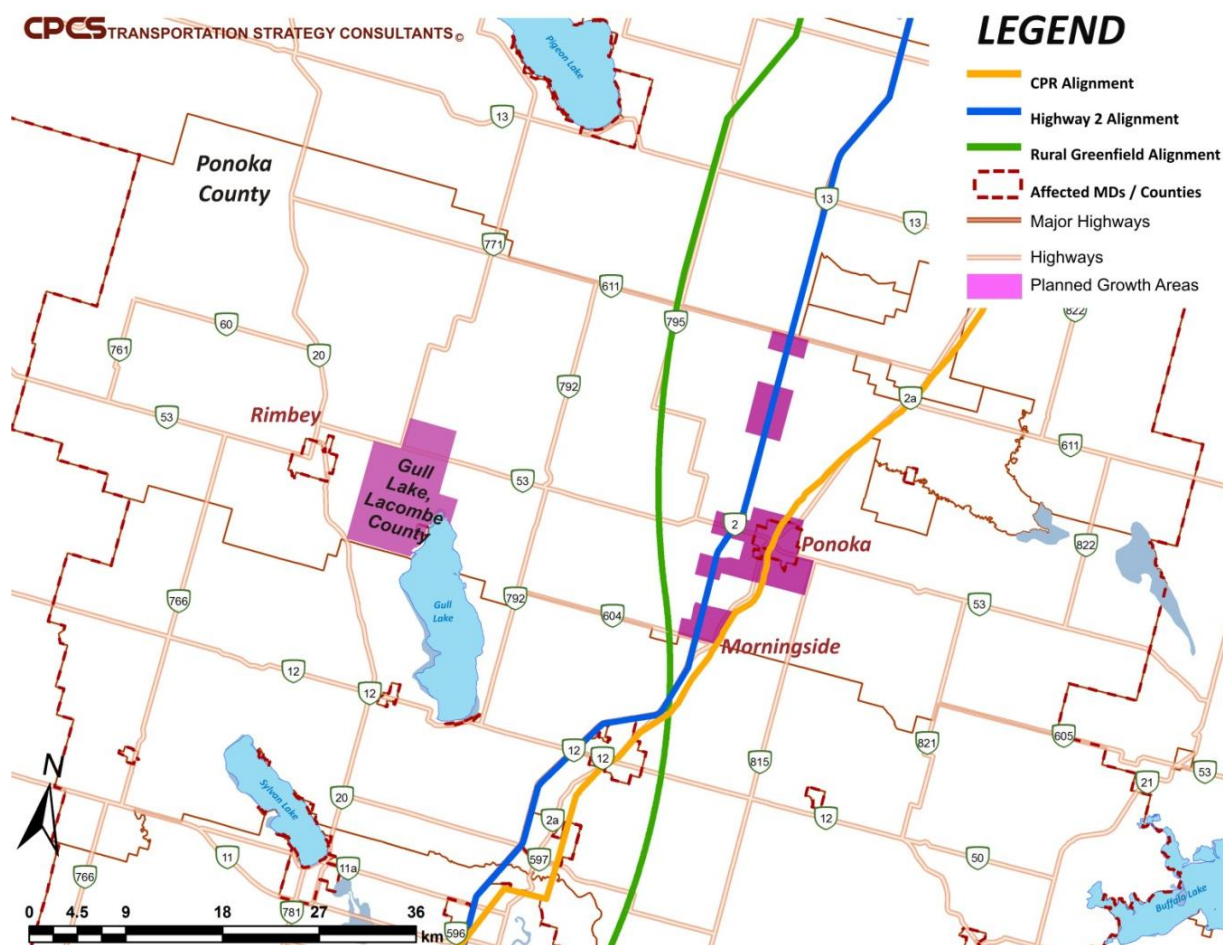 CPCS TRANSPORTATION STRATEGY CONSULTANTS ©
LEGEND
CPR Alignment
Highway 2 Alignment
Rural Greenfield Alignment
Affected MDs / Counties
Major Highways
Highways
Planned Growth Areas
Pigeon Lake
13
Ponoka
County
13
13
771
611
795
822
60
20
761
792
2a
53
Rimbey
611
Gull
Lake,
Lacombe
County
53
2
Ponoka
822
766
Gull
Lake
792
604
53
Morningside
12
12
821
605
12
12
815
53
21
N
Sylvan Lake
20
2a
12
11
597
50
11a
766
Buffalo Lake
781
596
0 4.5 9 18 27 36
km